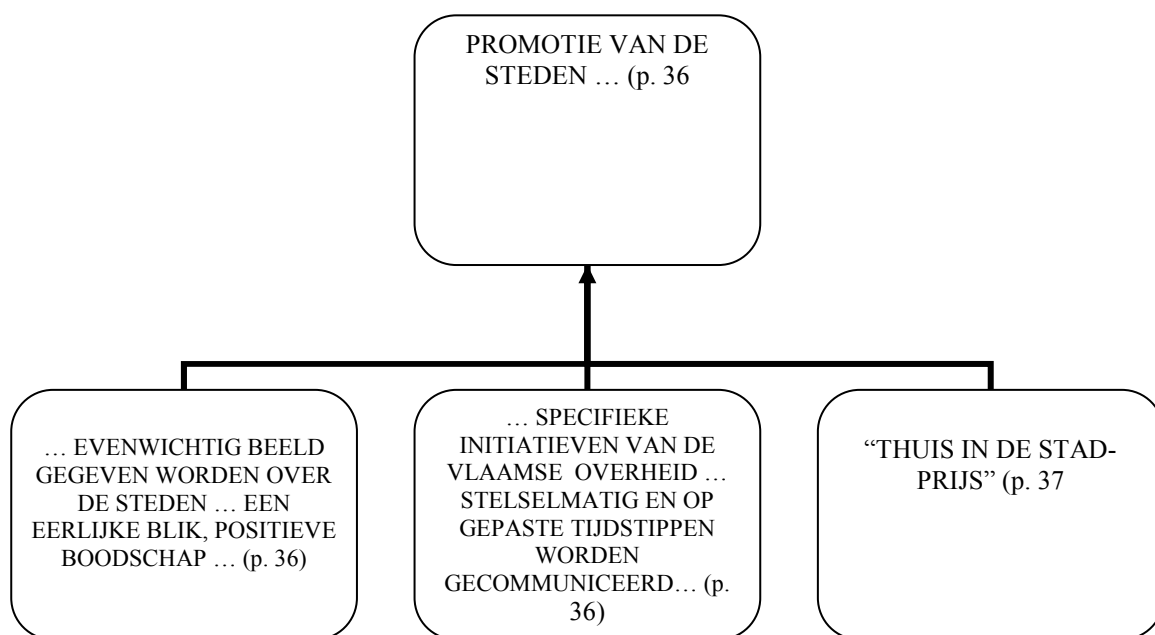 PROMOTIE VAN DE
STEDEN … (p. 36
… EVENWICHTIG BEELD
GEGEVEN WORDEN OVER
DE STEDEN … EEN
EERLIJKE BLIK, POSITIEVE
BOODSCHAP … (p. 36)
… SPECIFIEKE
INITIATIEVEN VAN DE
VLAAMSE OVERHEID …
STELSELMATIG EN OP
GEPASTE TIJDSTIPPEN
WORDEN
GECOMMUNICEERD… (p.
36)
“THUIS IN DE STAD-
PRIJS” (p. 37